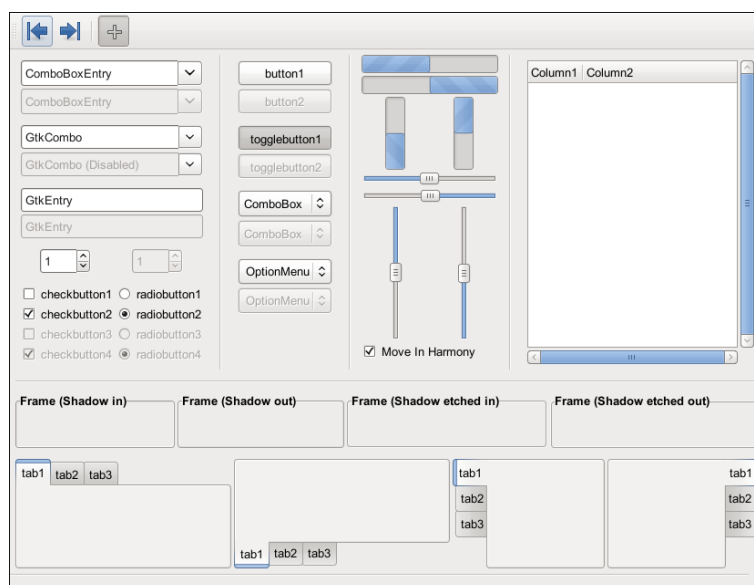 ComboBoxEntry
ComboBoxEntry
GtkCombo
GtkCombo (Disabled)
GtkEntry
GtkEntry
1 1
checkbutton1 radiobutton1
checkbutton2 radiobutton2
checkbutton3 radiobutton3
checkbutton4 radiobutton4
button1
button2
togglebutton1
togglebutton2
ComboBox
ComboBox
OptionMenu
OptionMenu
Move In Harmony
Column1 Column2
Frame (Shadow in) Frame (Shadow out) Frame (Shadow etched in) Frame (Shadow etched out)
tab1 tab2 tab3
tab1 tab2 tab3
tab1
tab2
tab3
tab1
tab2
tab3